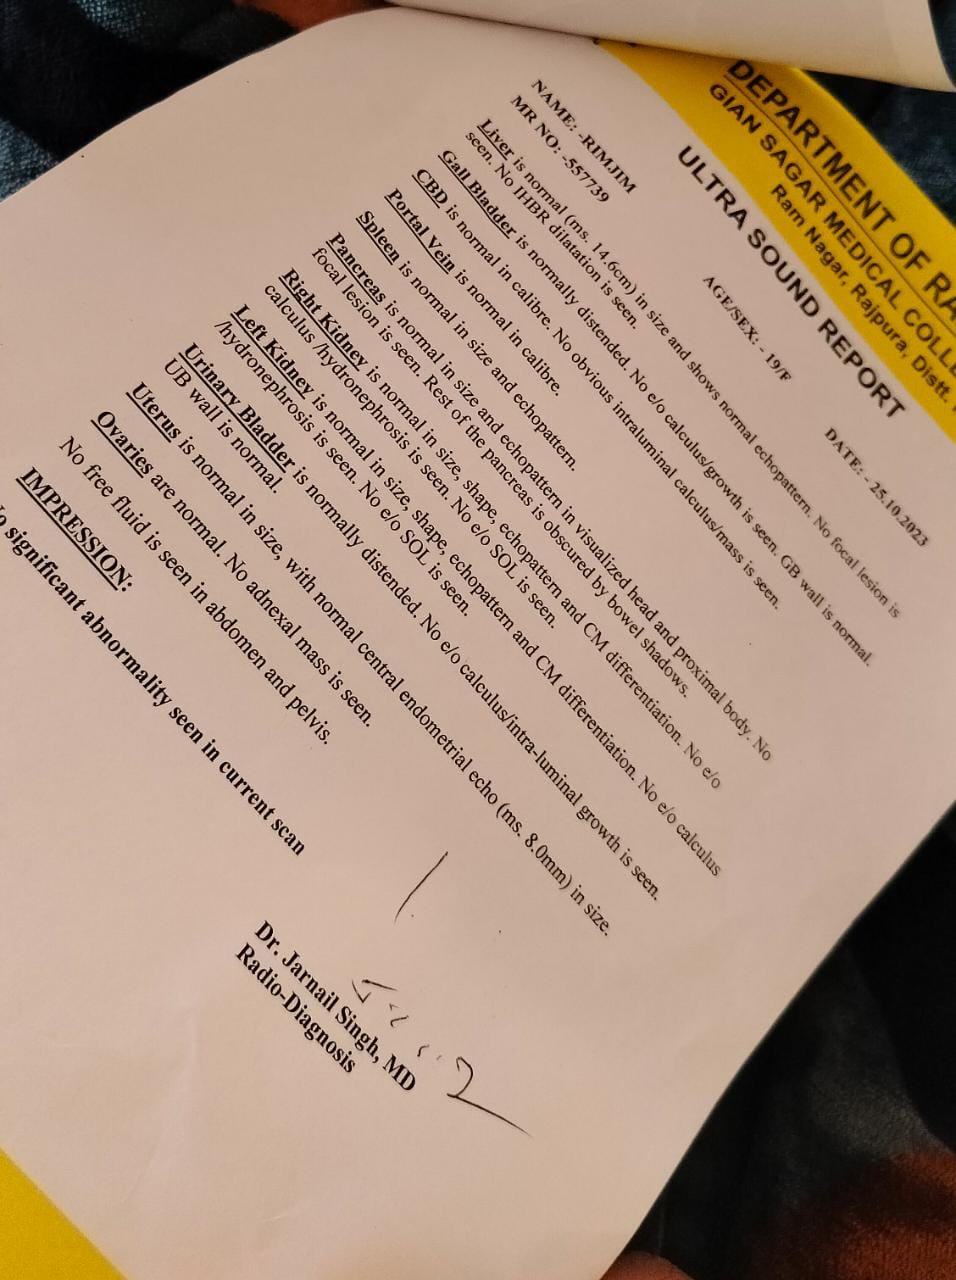 DEPARTMENT OF
GIAN SAGAR MEDICAL
Ram Nagar, Rajpura, Distt.
ULTRA SOUND REPORT
NAME: -RIMJIM AGE/SEX: - 19/F DATE: - 25.10.2023
MR NO: -557739
Liver is normal (ms. 14.6cm) in size and shows normal echopattern. No focal lesion is
seen. No IHBR dilatation is seen.
Gall Bladder is normally distended. No e/o calculus/growth is seen. GB wall is normal.
CBD is normal in calibre. No obvious intraluminal calculus/mass is seen.
Portal Vein is normal in calibre.
Spleen is normal in size and echopattern.
Pancreas is normal in size and echopattern in visualized head and proximal body. No
focal lesion is seen. Rest of the pancreas is obscured by bowel shadows.
Right Kidney is normal in size, shape, echopattern and CM differentiation. No e/o
calculus /hydronephrosis is seen. No e/o SOL is seen.
Left Kidney is normal in size, shape, echopattern and CM differentiation. No e/o calculus
/hydronephrosis is seen. No e/o SOL is seen.
Urinary Bladder is normally distended. No e/o calculus/intra-luminal growth is seen.
UB wall is normal.
Uterus is normal in size, with normal central endometrial echo (ms. 8.0mm) in size.
Ovaries are normal. No adnexal mass is seen.
No free fluid is seen in abdomen and pelvis.
IMPRESSION:
significant abnormality seen in current scan
Dr. Jarnail Singh, MD
Radio-Diagnosis